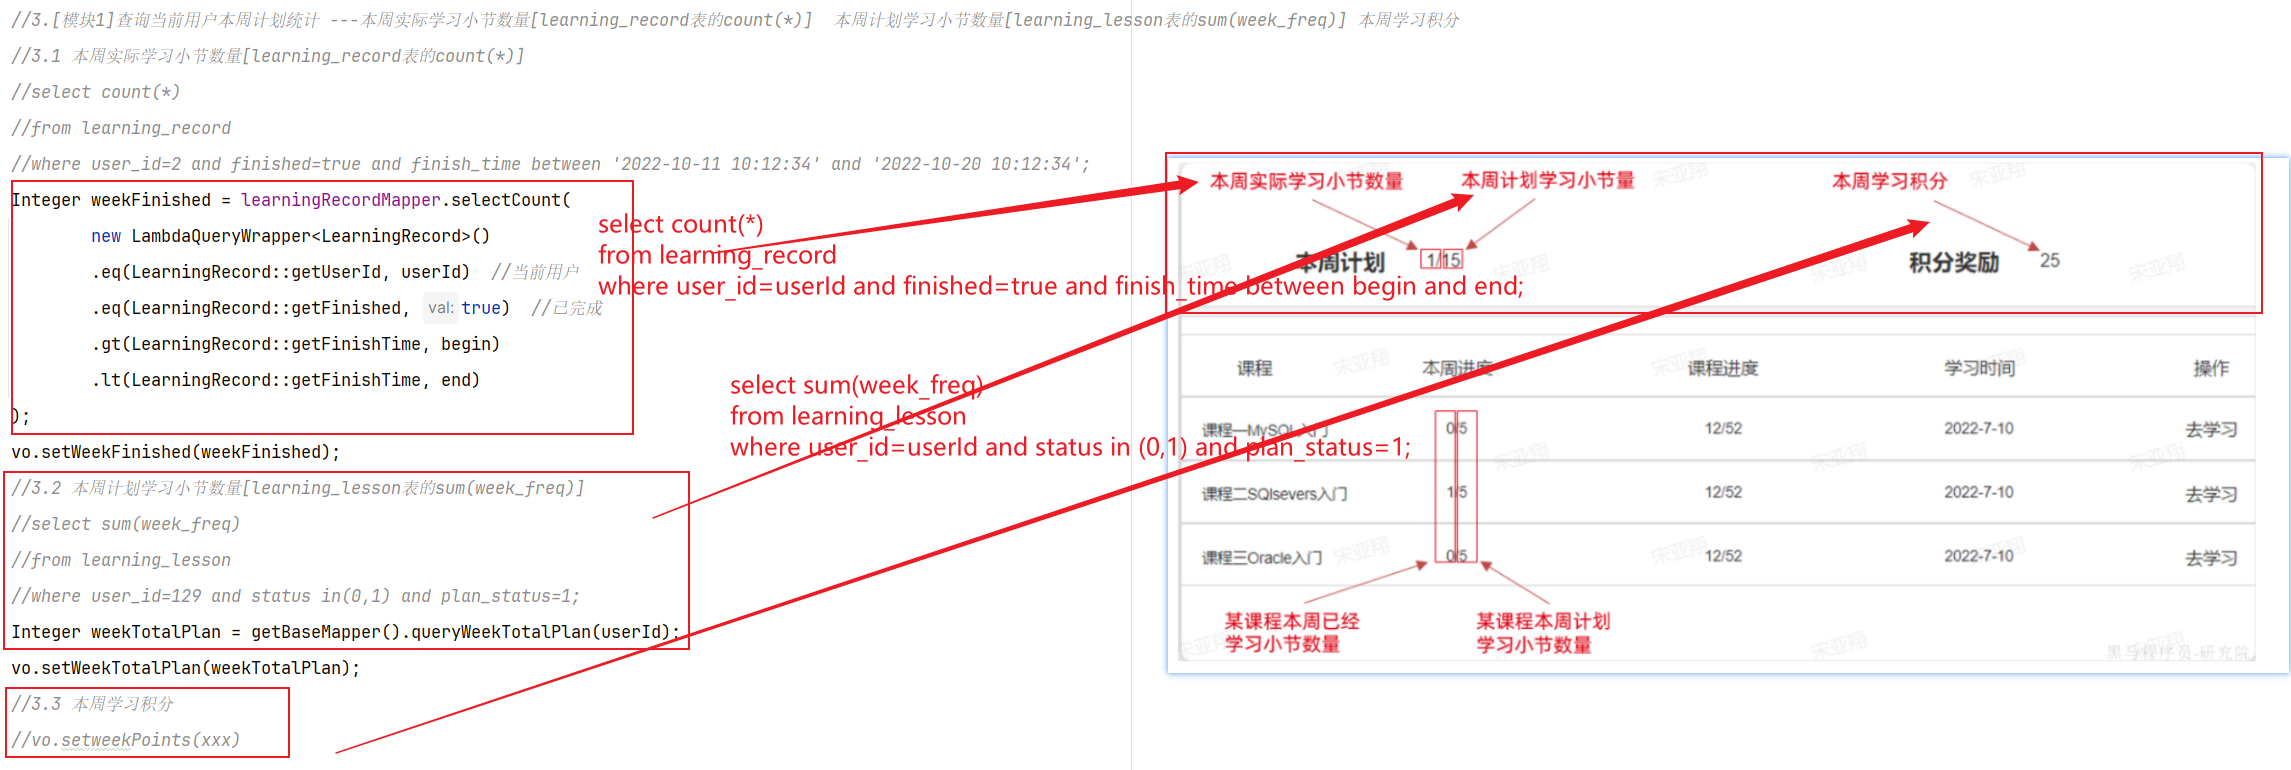 //3.[模块1]查询当前用户本周计划统计 ---本周实际学习小节数量[learning_record表的count(*)]  本周计划学习小节数量[learning_lesson表的sum(week_freq)] 本周学习积分
//3.1 本周实际学习小节数量[learning_record表的count(*)]
//select count(*)
//from learning_record
//where user_id=2 and finished=true and finish_time between '2022-10-11 10:12:34' and '2022-10-20 10:12:34';
Integer weekFinished = learningRecordMapper.selectCount(
new LambdaQueryWrapper<LearningRecord>()
.eq(LearningRecord::getUserId, userId)  //当前用户
.eq(LearningRecord::getFinished, val: true)  //已完成
.gt(LearningRecord::getFinishTime, begin)
.lt(LearningRecord::getFinishTime, end)
);
vo.setWeekFinished(weekFinished);
//3.2 本周计划学习小节数量[learning_lesson表的sum(week_freq)]
//select sum(week_freq)
//from learning_lesson
//where user_id=129 and status in(0,1) and plan_status=1;
Integer weekTotalPlan = getBaseMapper().queryWeekTotalPlan(userId);
vo.setWeekTotalPlan(weekTotalPlan);
//3.3 本周学习积分
//vo.setweekPoints(xxx)
select count(*)
from learning_record
where user_id=userId and finished=true and finish_time between begin and end;
select sum(week_freq)
from learning_lesson
where user_id=userId and status in (0,1) and plan_status=1;
本周实际学习小节数量 本周计划学习小节量 本周学习积分
本周计划 1/15 积分奖励 25
课程 本周进度 课程进度 学习时间 操作
课程一MySQL入门 0/5 12/52 2022-7-10 去学习
课程二SQlsevers入门 1/5 12/52 2022-7-10 去学习
课程三Oracle入门 0/5 12/52 2022-7-10 去学习
某课程本周已经 某课程本周计划
学习小节数量 学习小节数量
宋亚翔
黑马程序员-研究院